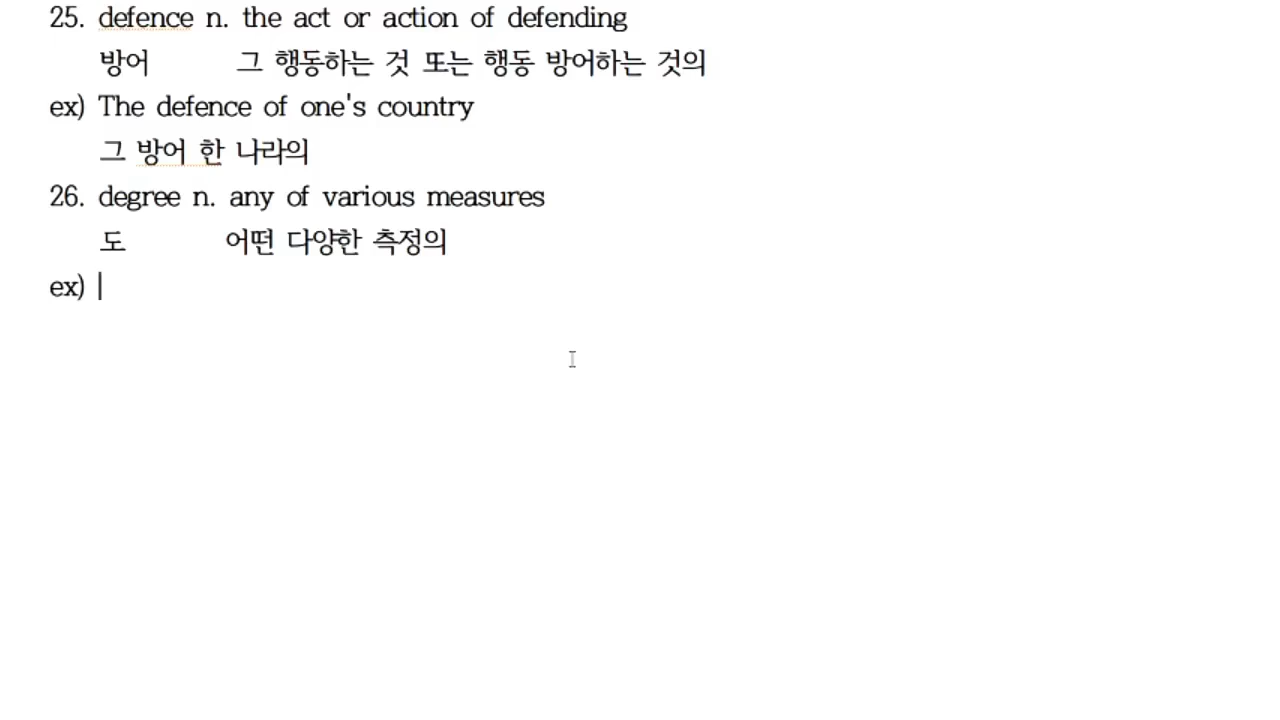 25. defence n. the act or action of defending
방어 그 행동하는 것 또는 행동 방어하는 것의
ex) The defence of one's country
그 방어 한 나라의
26. degree n. any of various measures
도 어떤 다양한 측정의
ex)